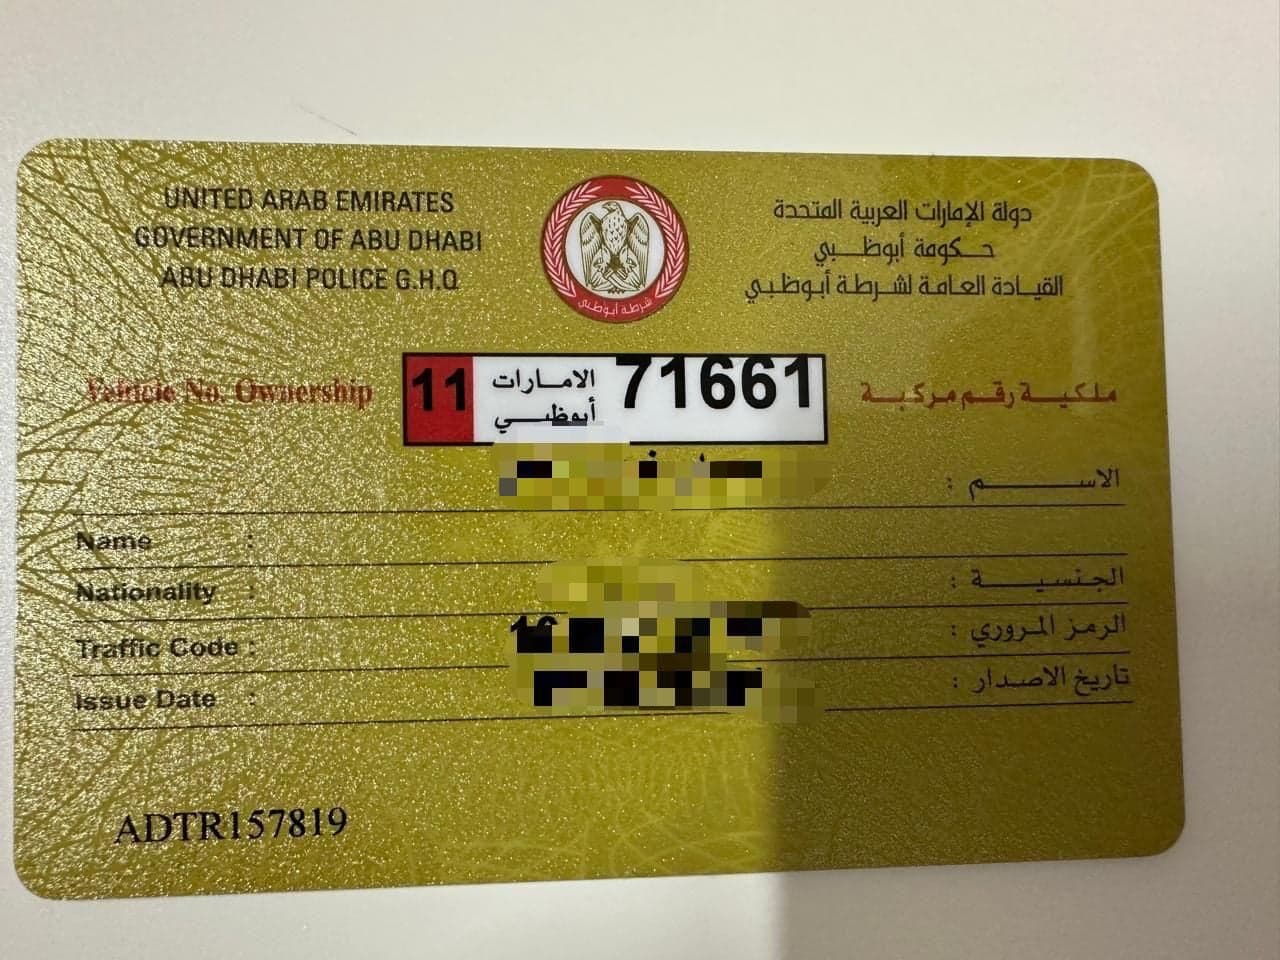 UNITED ARAB EMIRATES
GOVERNMENT OF ABU DHABI
ABU DHABI POLICE G.H.Q
دولة الإمارات العربية المتحدة
حكومة أبوظبي
القيادة العامة لشرطة أبوظبي
شرطة أبوظبي
Vehicle No. Ownership
11
الامارات
أبوظبي
71661
ملكية رقم مركبة
الاسم :
Name :
Nationality :
الجنسية :
Traffic Code :
الرمز المروري :
Issue Date :
تاريخ الاصدار :
ADTR157819